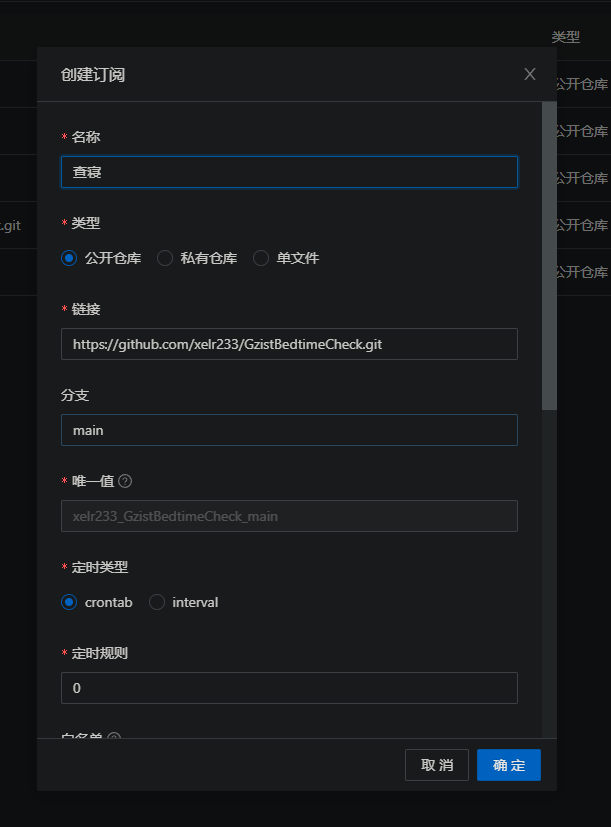 类型
创建订阅
公开仓库
* 名称
公开仓库
查寝
公开仓库
* 类型
.git
公开仓库
公开仓库 私有仓库 单文件
公开仓库
* 链接
https://github.com/xelr233/GzistBedtimeCheck.git
分支
main
* 唯一值 ?
xelr233_GzistBedtimeCheck_main
* 定时类型
crontab interval
* 定时规则
0
白名单 ?
取消 确定